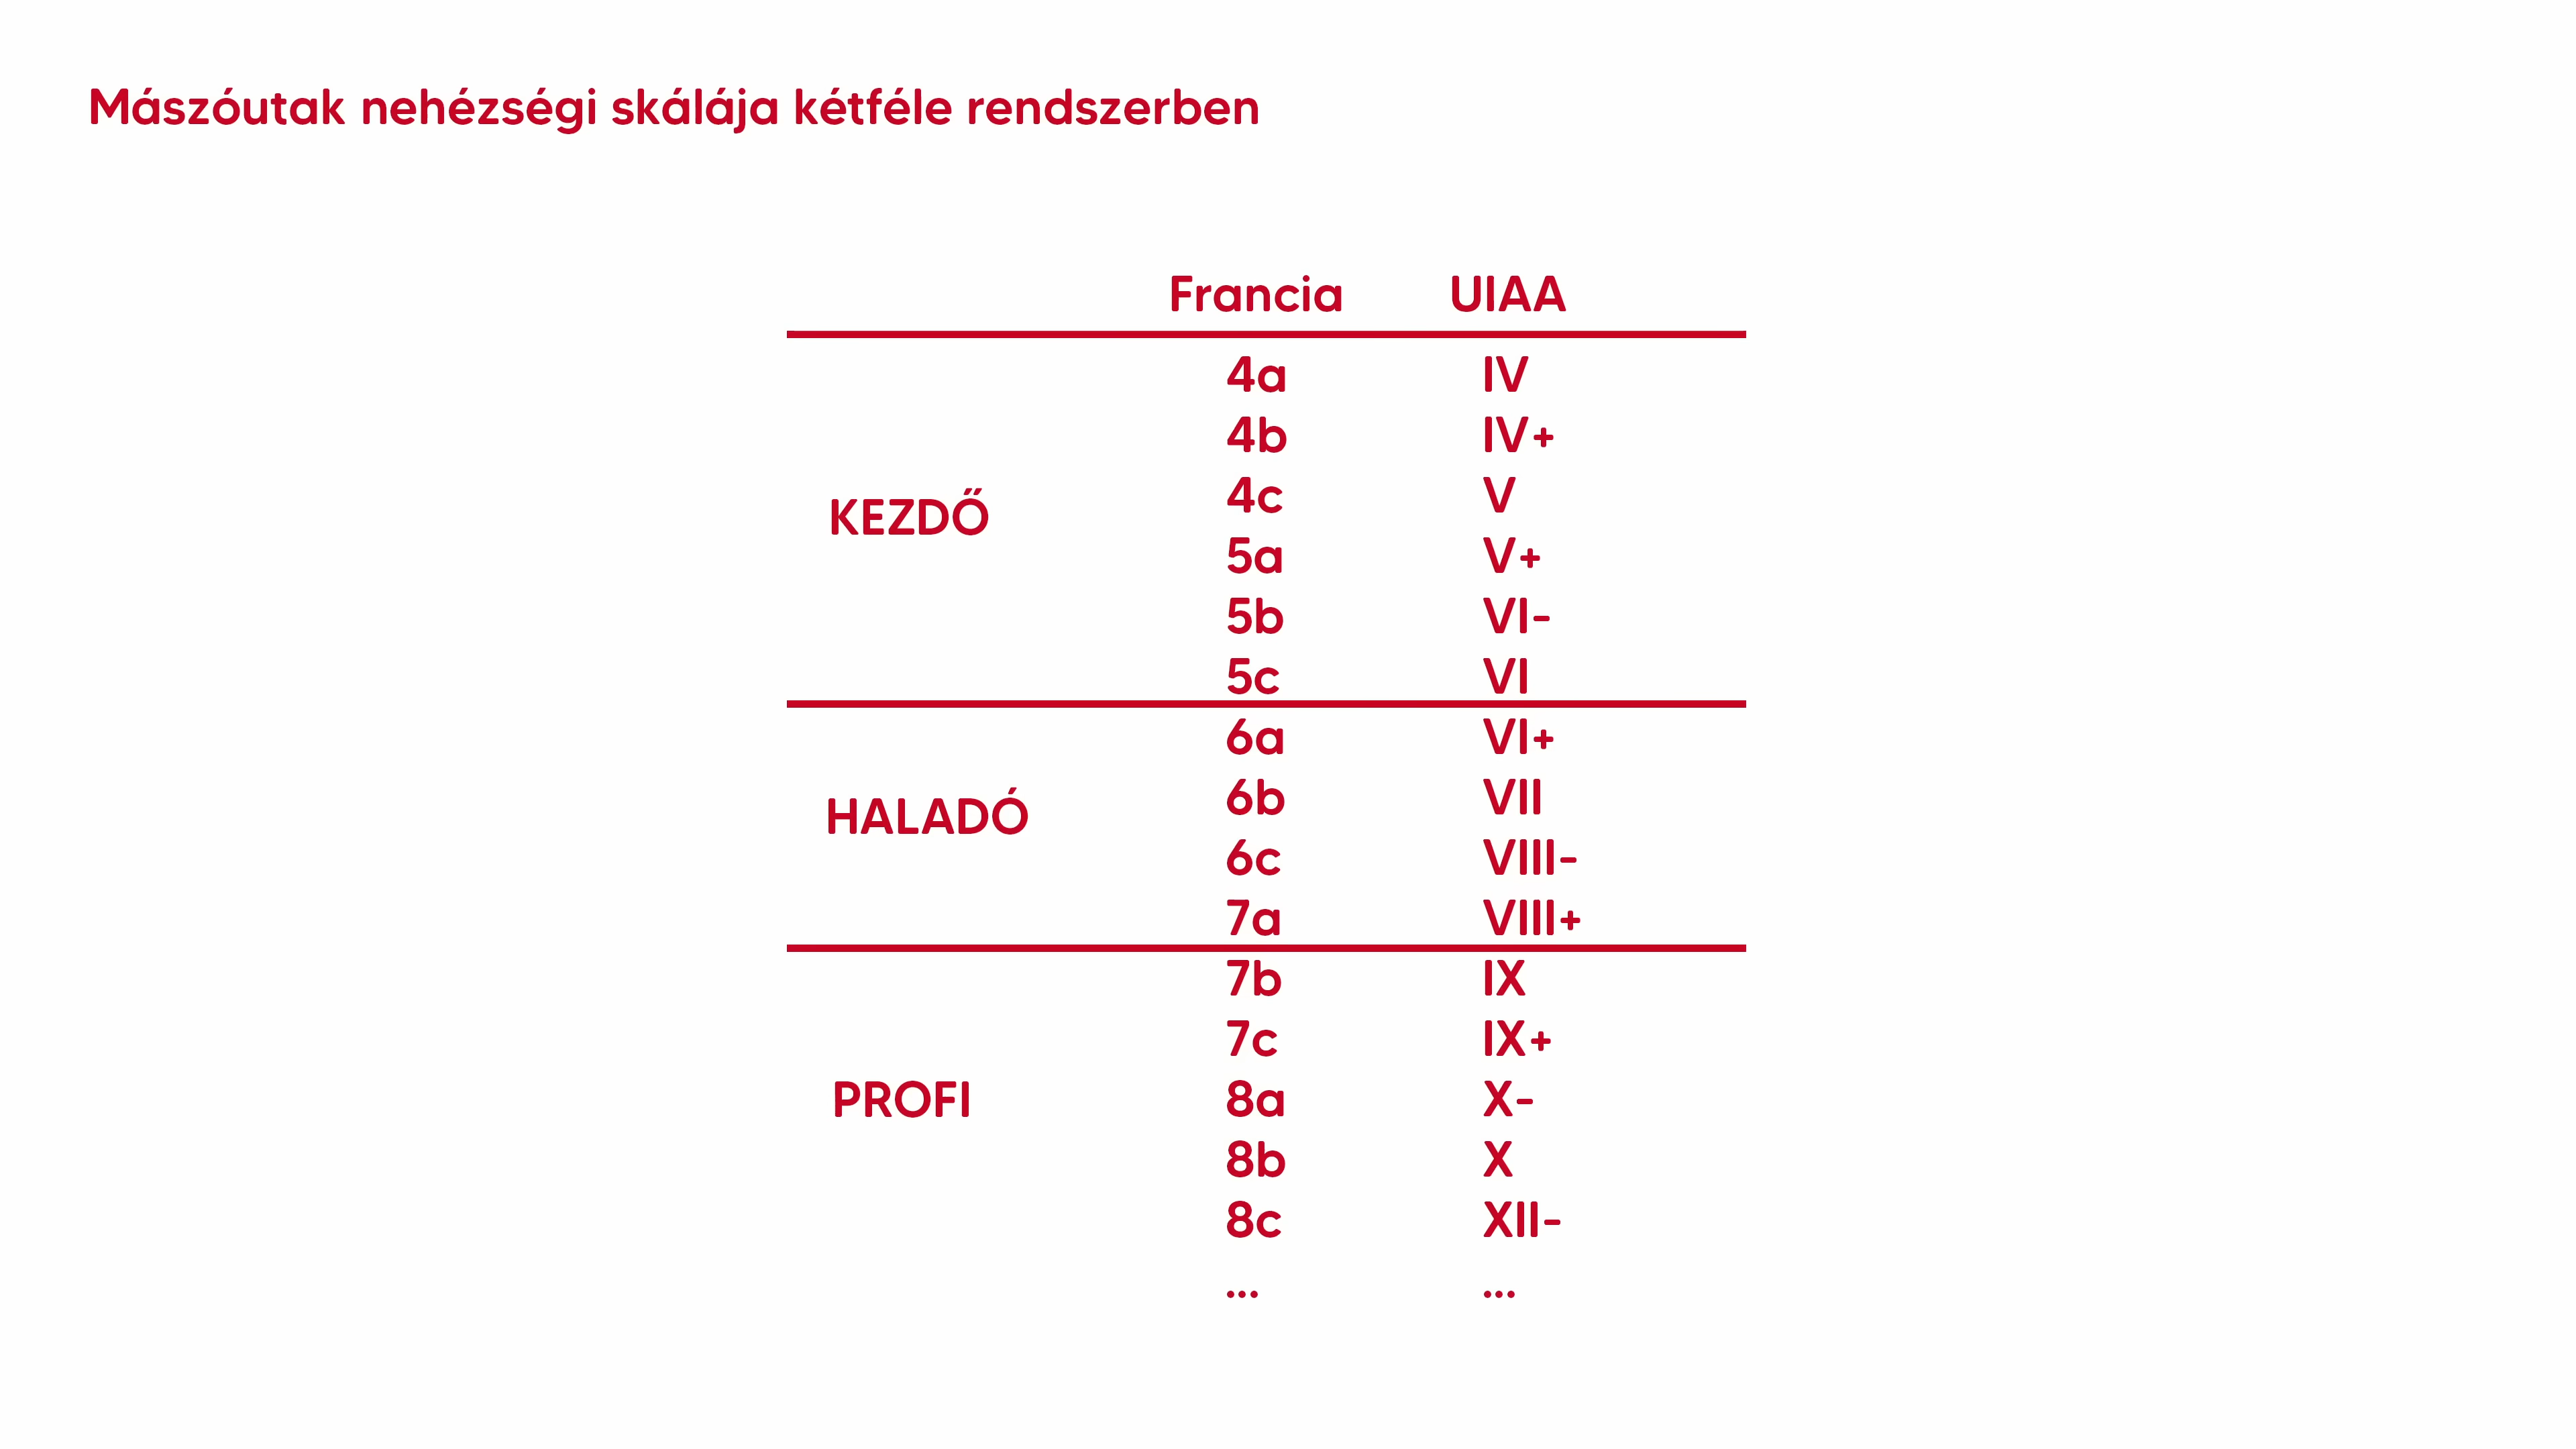 Mászóutak nehézségi skálája kétféle rendszerben
Francia UIAA
4a IV
4b IV+
4c V
KEZDŐ
5a V+
5b VI-
5c VI
6a VI+
6b VII
HALADÓ
6c VIII-
7a VIII+
7b IX
7c IX+
PROFI 8a X-
8b X
8c XII-
... ...